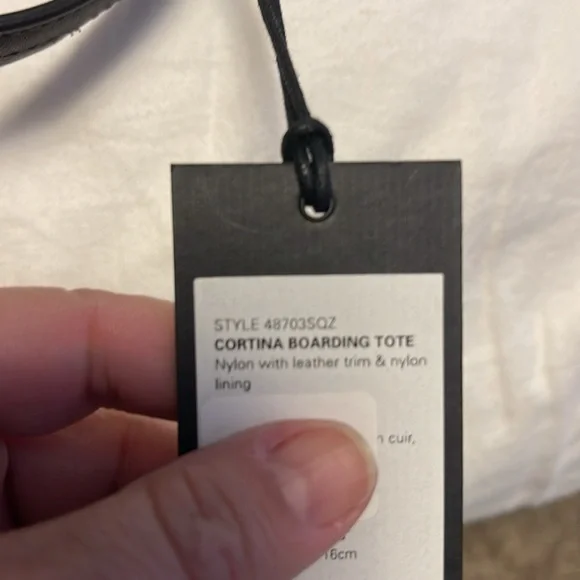 STYLE 48703SQZ
CORTINA BOARDING TOTE
Nylon with leather trim & nylon
lining
cuir,
16cm